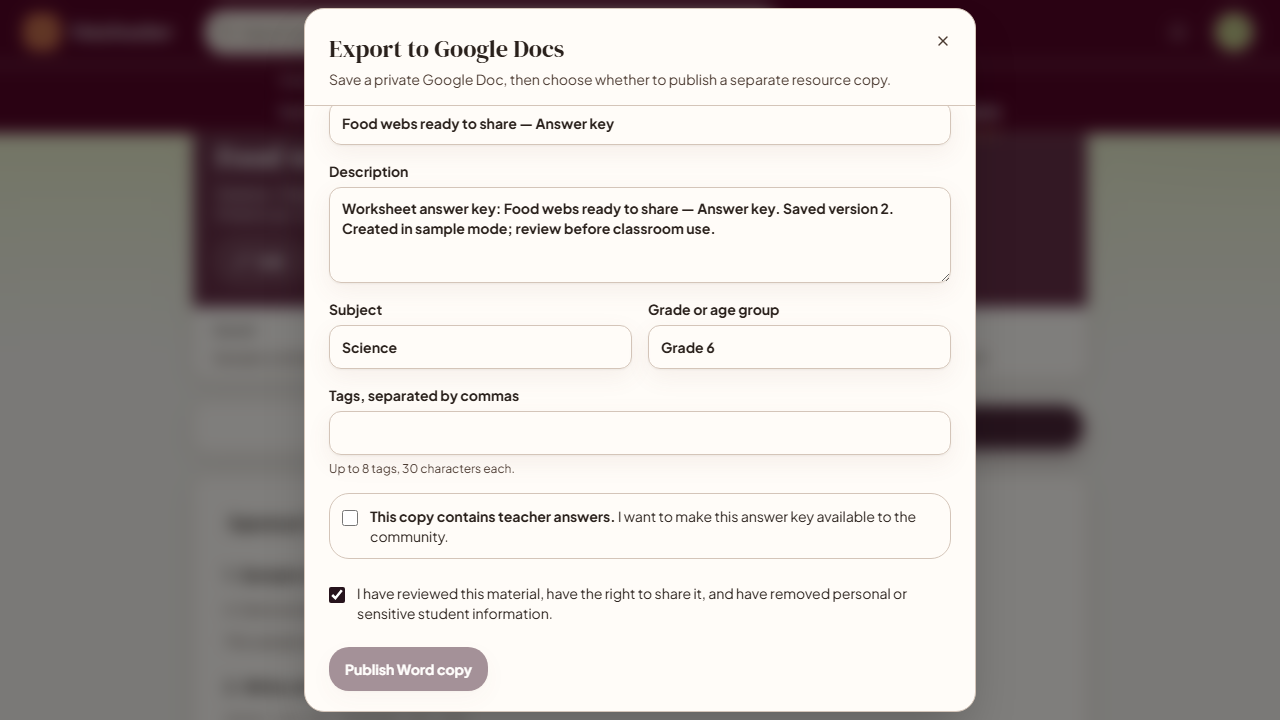 Export to Google Docs
Save a private Google Doc, then choose whether to publish a separate resource copy.
Food webs ready to share — Answer key
Description
Worksheet answer key: Food webs ready to share — Answer key. Saved version 2.
Created in sample mode; review before classroom use.
Subject
Grade or age group
Science
Grade 6
Tags, separated by commas
Up to 8 tags, 30 characters each.
This copy contains teacher answers. I want to make this answer key available to the
community.
I have reviewed this material, have the right to share it, and have removed personal or
sensitive student information.
Publish Word copy